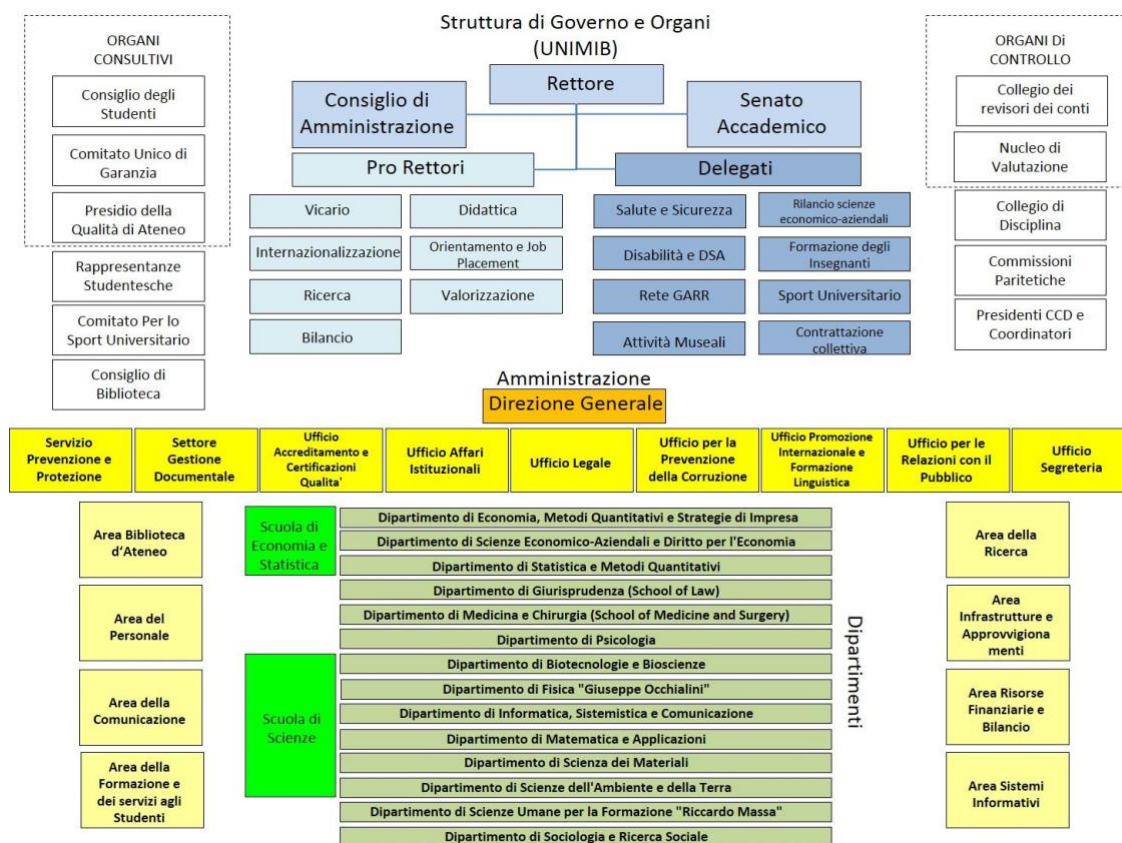 Struttura di Governo e Organi
(UNIMIB)
ORGANI
CONSULTIVI
Consiglio degli
Studenti
Comitato Unico di
Garanzia
Presidio della
Qualità di Ateneo
Rappresentanze
Studentesche
Comitato Per lo
Sport Universitario
Consiglio di
Biblioteca
Rettore
Consiglio di
Amministrazione
Senato
Accademico
Pro Rettori
Delegati
Vicario
Didattica
Internazionalizzazione
Orientamento e Job
Placement
Ricerca
Valorizzazione
Bilancio
Salute e Sicurezza
Rilancio scienze
economico-aziendali
Disabilità e DSA
Formazione degli
Insegnanti
Rete GARR
Sport Universitario
Attività Museali
Contrattazione
collettiva
ORGANI Di
CONTROLLO
Collegio dei
revisori dei conti
Nucleo di
Valutazione
Collegio di
Disciplina
Commissioni
Paritetiche
Presidenti CCD e
Coordinatori
Amministrazione
Direzione Generale
Servizio
Prevenzione e
Protezione
Settore
Gestione
Documentale
Ufficio
Accreditamento e
Certificazioni
Qualita'
Ufficio Affari
Istituzionali
Ufficio Legale
Ufficio per la
Prevenzione
della Corruzione
Ufficio Promozione
Internazionale e
Formazione
Linguistica
Ufficio per le
Relazioni con il
Pubblico
Ufficio
Segreteria
Area Biblioteca
d'Ateneo
Area del
Personale
Area della
Comunicazione
Area della
Formazione e
dei servizi agli
Studenti
Scuola di
Economia e
Statistica
Scuola di
Scienze
Dipartimento di Economia, Metodi Quantitativi e Strategie di Impresa
Dipartimento di Scienze Economico-Aziendali e Diritto per l'Economia
Dipartimento di Statistica e Metodi Quantitativi
Dipartimento di Giurisprudenza (School of Law)
Dipartimento di Medicina e Chirurgia (School of Medicine and Surgery)
Dipartimento di Psicologia
Dipartimento di Biotecnologie e Bioscienze
Dipartimento di Fisica "Giuseppe Occhialini"
Dipartimento di Informatica, Sistemistica e Comunicazione
Dipartimento di Matematica e Applicazioni
Dipartimento di Scienza dei Materiali
Dipartimento di Scienze dell'Ambiente e della Terra
Dipartimento di Scienze Umane per la Formazione "Riccardo Massa"
Dipartimento di Sociologia e Ricerca Sociale
Dipartimenti
Area della
Ricerca
Area
Infrastrutture e
Approvvigiona
menti
Area Risorse
Finanziarie e
Bilancio
Area Sistemi
Informativi